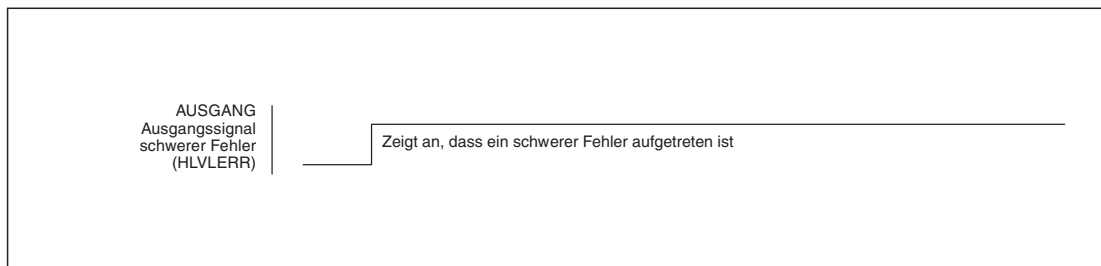 AUSGANG
Ausgangssignal
schwerer Fehler
(HLVLERR)
Zeigt an, dass ein schwerer Fehler aufgetreten ist